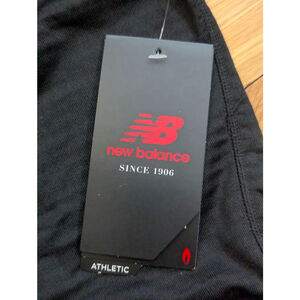 NB
new balance
SINCE 1906
ATHLETIC